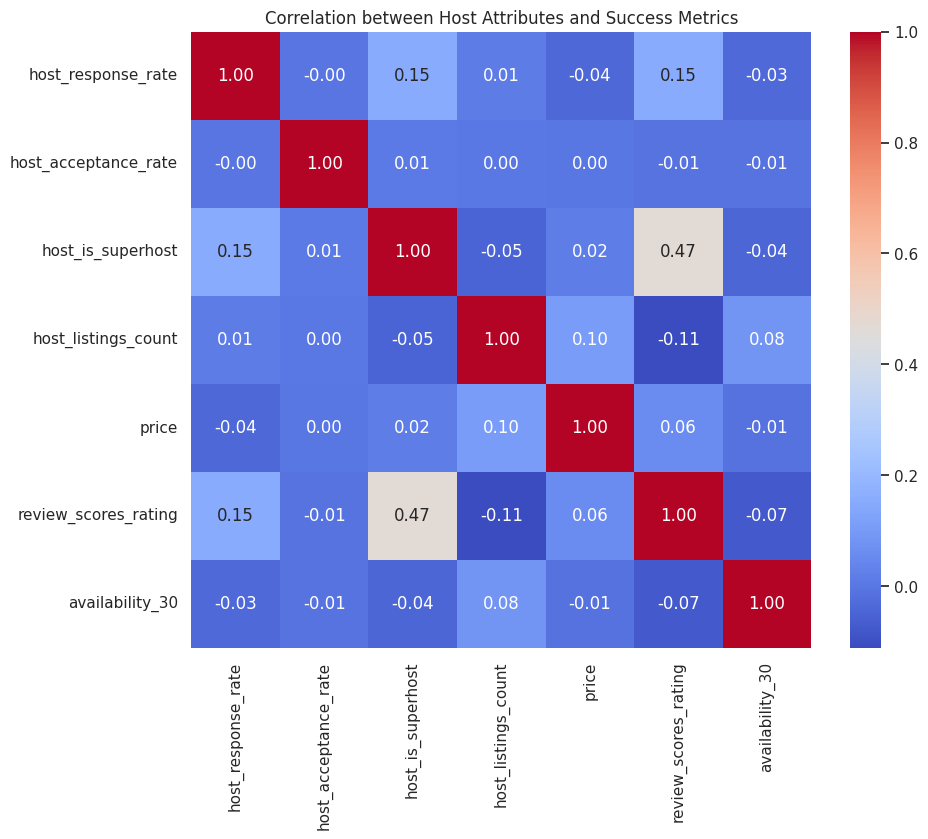 Correlation between Host Attributes and Success Metrics
host_response_rate 1.00 -0.00 0.15 0.01 -0.04 0.15 -0.03
host_acceptance_rate -0.00 1.00 0.01 0.00 0.00 -0.01 -0.01
host_is_superhost 0.15 0.01 1.00 -0.05 0.02 0.47 -0.04
host_listings_count 0.01 0.00 -0.05 1.00 0.10 -0.11 0.08
price -0.04 0.00 0.02 0.10 1.00 0.06 -0.01
review_scores_rating 0.15 -0.01 0.47 -0.11 0.06 1.00 -0.07
availability_30 -0.03 -0.01 -0.04 0.08 -0.01 -0.07 1.00
host_response_rate
host_acceptance_rate
host_is_superhost
host_listings_count
price
review_scores_rating
availability_30
1.0
0.8
0.6
0.4
0.2
0.0